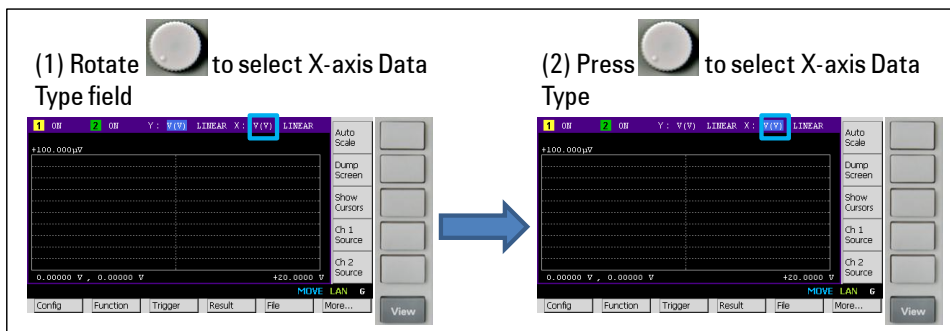 (1) Rotate to select X-axis Data
Type field
1 ON 2 ON Y: V(V) LINEAR X: V(V) LINEAR
+100.000µV
0.00000 V , 0.00000 V +20.0000 V
MOVE LAN G
Auto
Scale
Dump
Screen
Show
Cursors
Ch 1
Source
Ch 2
Source
Config Function Trigger Result File More...
View
(2) Press to select X-axis Data
Type
1 ON 2 ON Y: V(V) LINEAR X: V(V) LINEAR
+100.000µV
0.00000 V , 0.00000 V +20.0000 V
MOVE LAN G
Auto
Scale
Dump
Screen
Show
Cursors
Ch 1
Source
Ch 2
Source
Config Function Trigger Result File More...
View